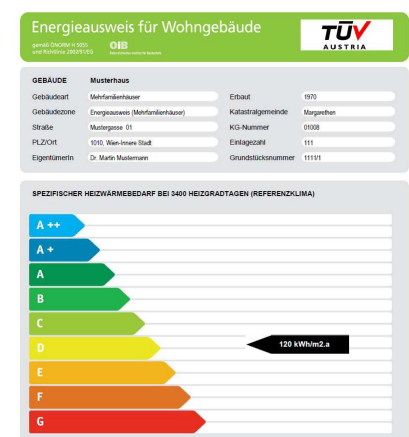 Energieausweis für Wohngebäude
gemäß ÖNORM H 5055
und Richtlinie 2002/91/EG
OIB
TÜV
AUSTRIA
GEBÄUDE Musterhaus
Gebäudeart Mehrfamilienhäuser Erbaut 1970
Gebäudezone Energieausweis (Mehrfamilienhäuser) Katastralgemeinde Margarethen
Straße Mustergasse 01 KG-Nummer 01008
PLZ/Ort 1010, Wien-Innere Stadt Einlagezahl 111
EigentümerIn Dr. Martin Mustermann Grundstücksnummer 1111/1
SPEZIFISCHER HEIZWÄRMEBEDARF BEI 3400 HEIZGRADTAGEN (REFERENZKLIMA)
A ++
A +
A
B
C
D 120 kWh/m2.a
E
F
G